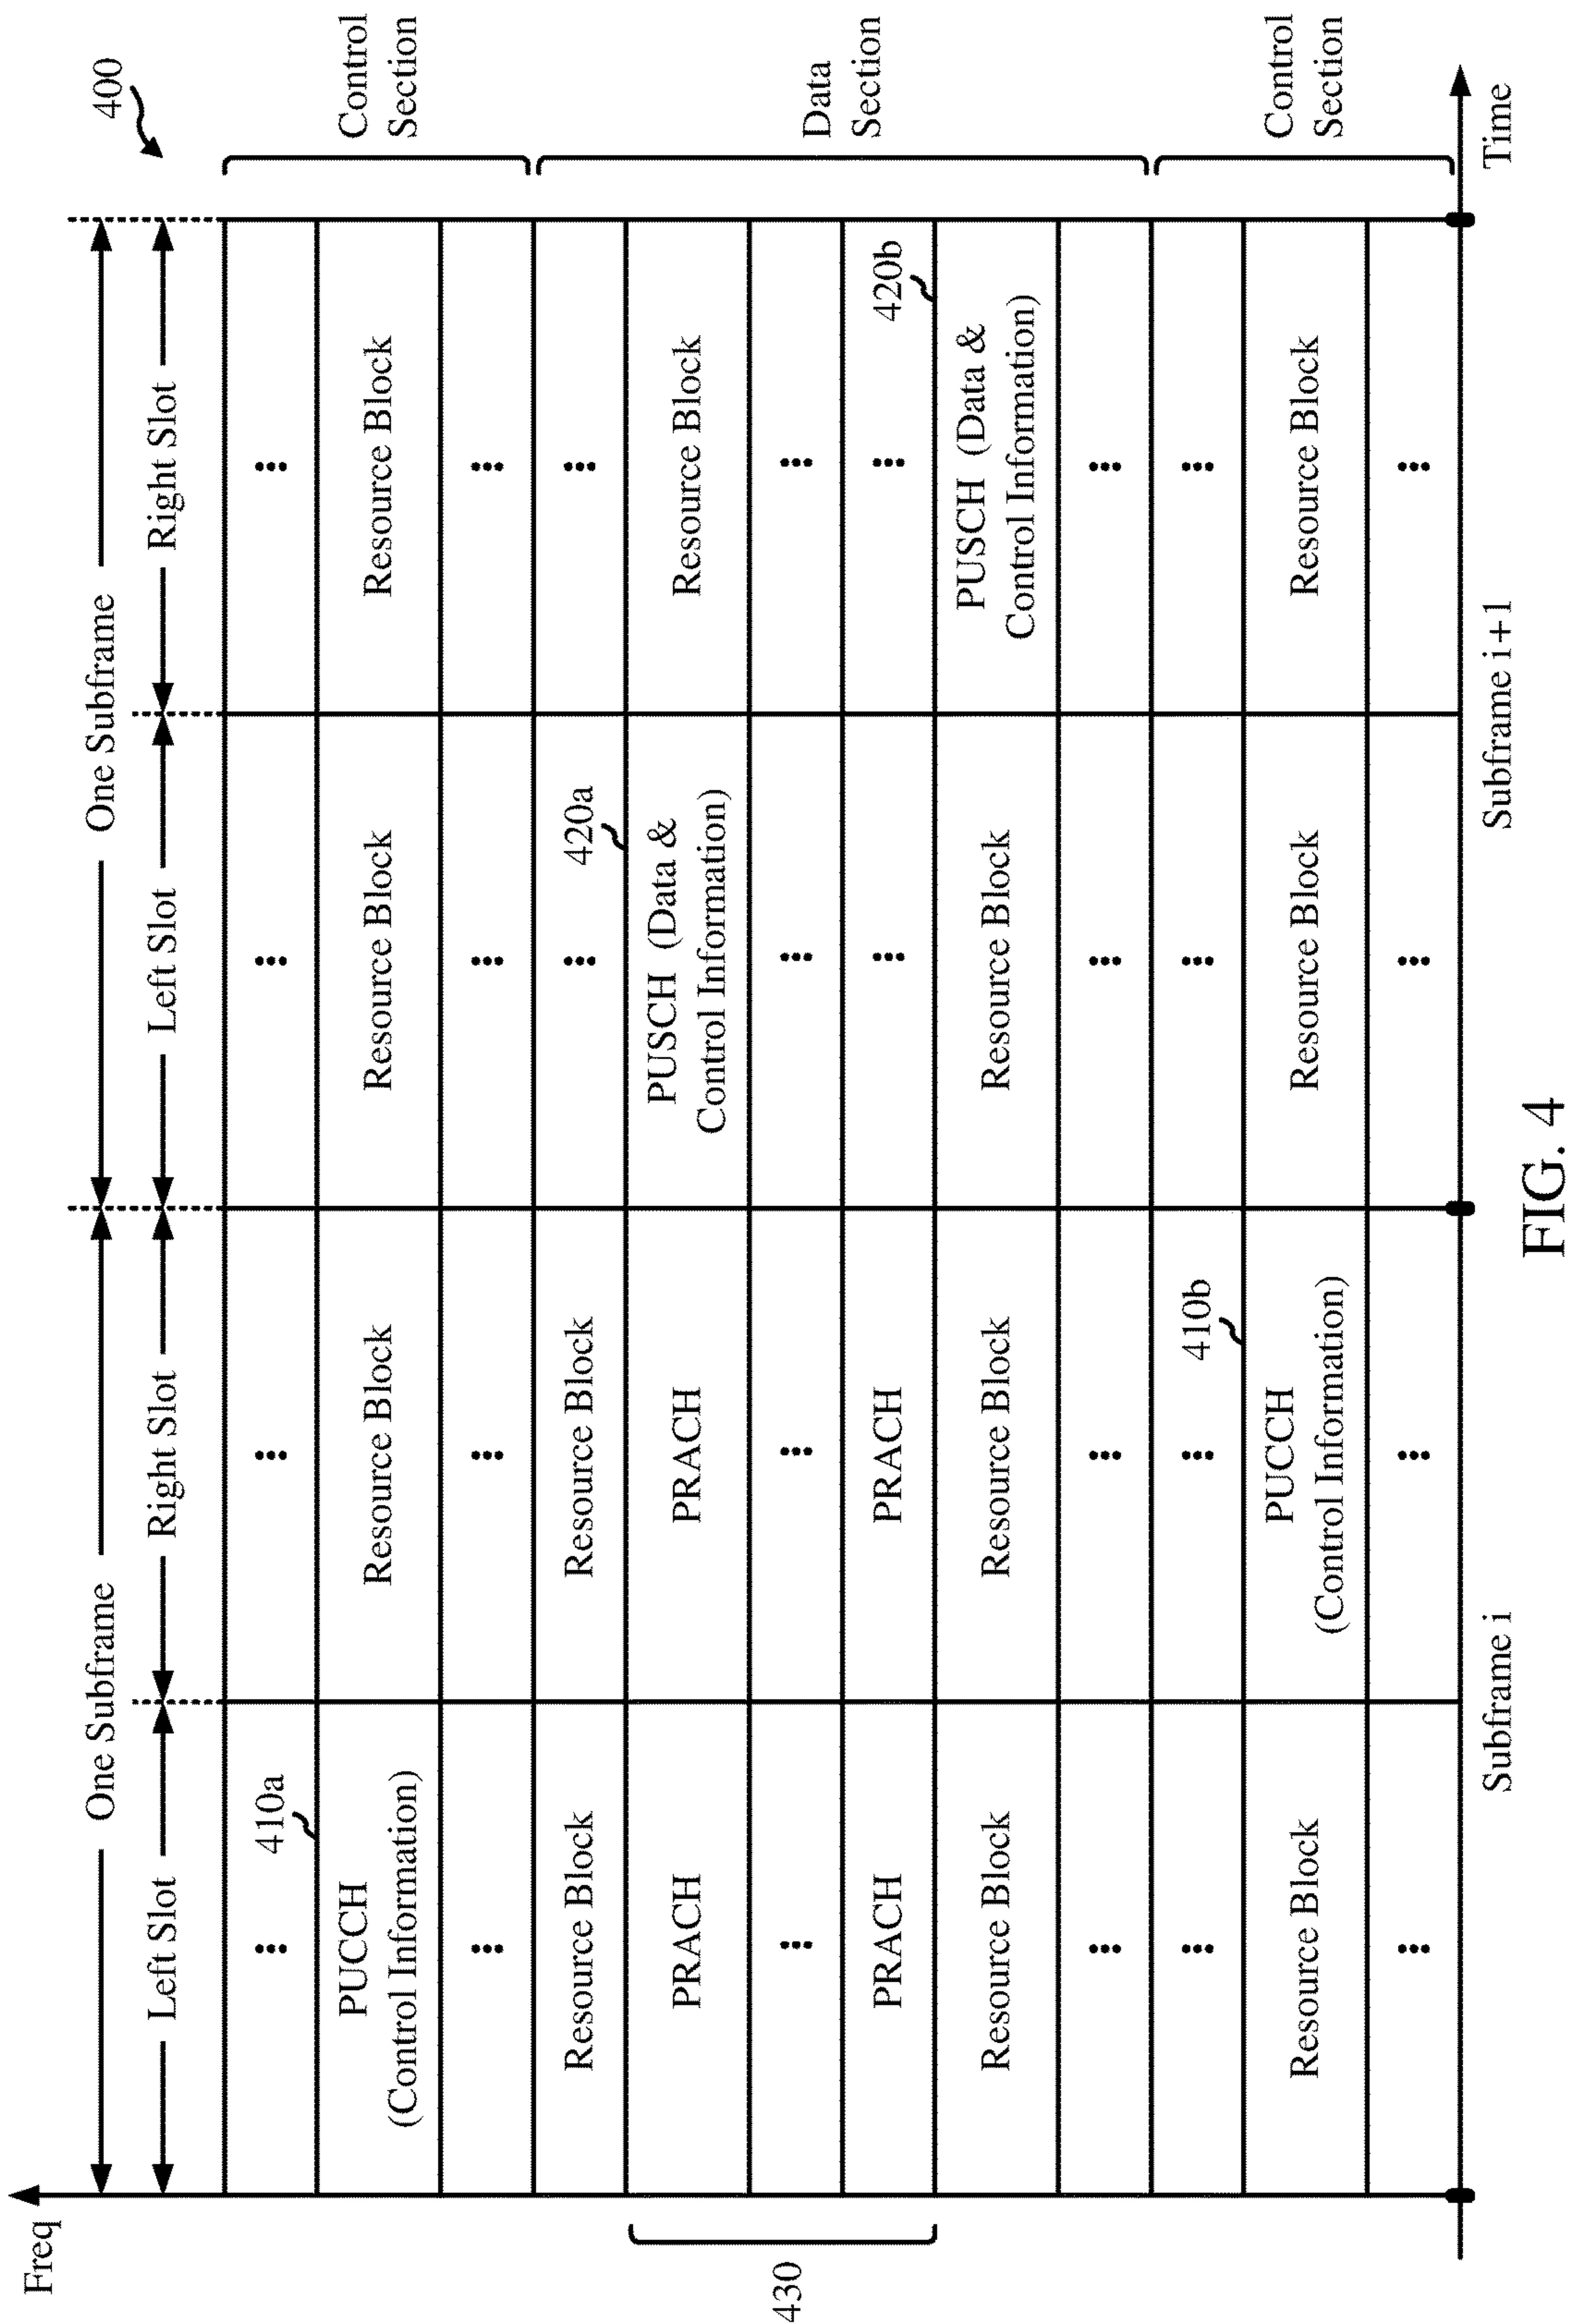 400
One Subframe
One Subframe
Left Slot
Right Slot
Left Slot
Right Slot
Freq
410a
PUCCH
(Control Information)
Resource Block
Resource Block
Resource Block
Control
Section
Resource Block
Resource Block
420a
PRACH
PRACH
PUSCH (Data &
Control Information)
Resource Block
430
PRACH
PRACH
420b
Data
Section
Resource Block
Resource Block
Resource Block
PUSCH (Data &
Control Information)
410b
Resource Block
PUCCH
(Control Information)
Resource Block
Resource Block
Control
Section
Subframe i
Subframe i+1
Time
FIG. 4